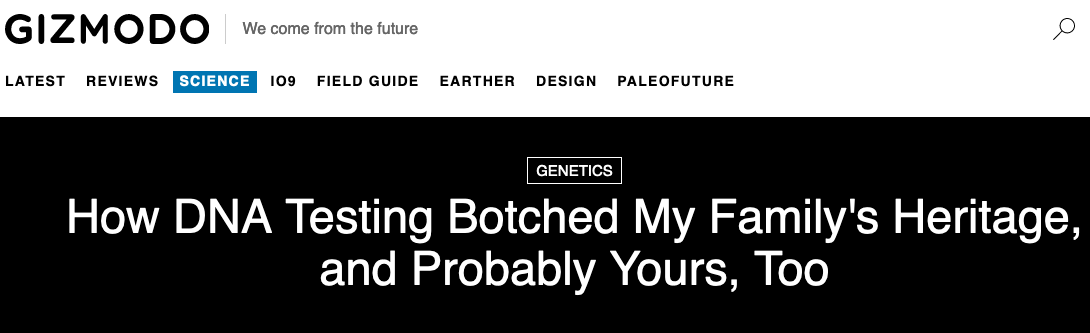 GIZMODO We come from the future
LATEST REVIEWS SCIENCE IO9 FIELD GUIDE EARTHER DESIGN PALEOFUTURE
GENETICS
How DNA Testing Botched My Family's Heritage,
and Probably Yours, Too